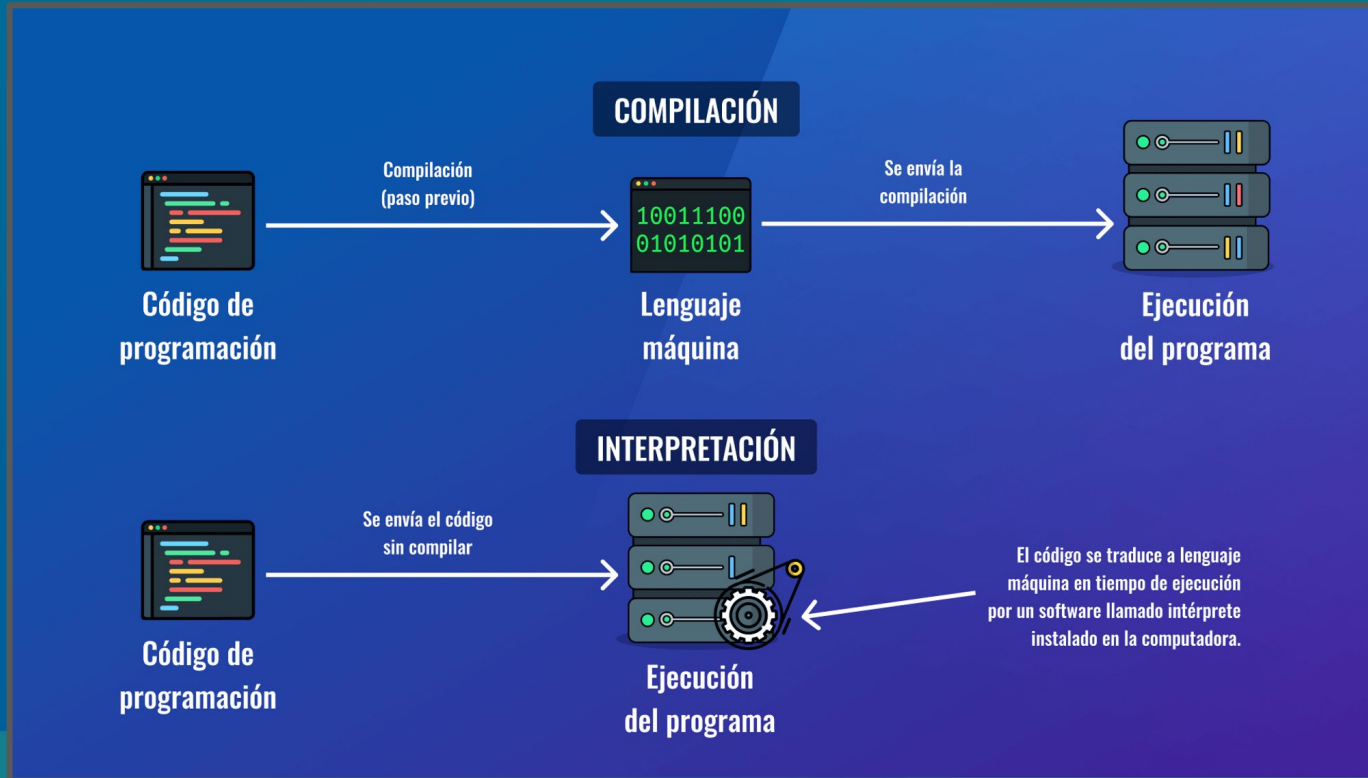 COMPILACIÓN
Compilación
(paso previo)
Se envía la
compilación
10011100
01010101
Código de
programación
Lenguaje
máquina
Ejecución
del programa
INTERPRETACIÓN
Se envía el código
sin compilar
El código se traduce a lenguaje
máquina en tiempo de ejecución
por un software llamado intérprete
instalado en la computadora.
Código de
programación
Ejecución
del programa